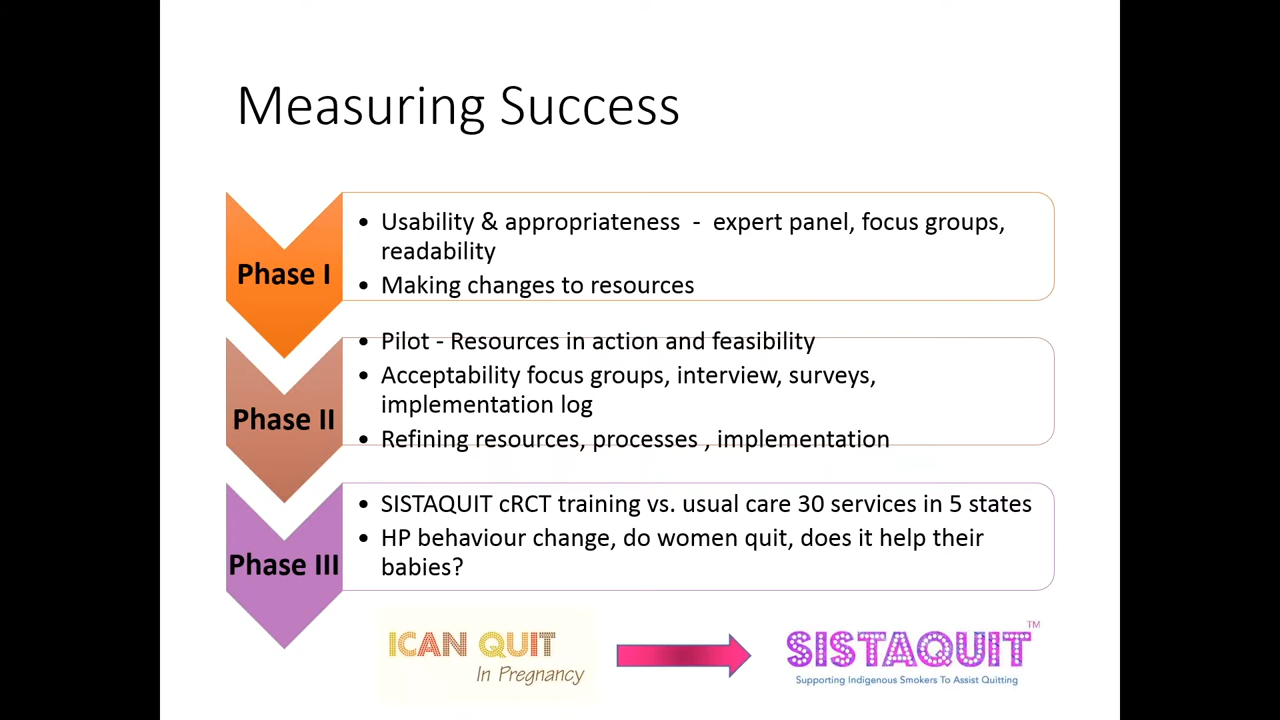 Measuring Success
Phase I
• Usability & appropriateness - expert panel, focus groups,
readability
• Making changes to resources
Phase II
• Pilot - Resources in action and feasibility
• Acceptability focus groups, interview, surveys,
implementation log
• Refining resources, processes , implementation
Phase III
• SISTAQUIT cRCT training vs. usual care 30 services in 5 states
• HP behaviour change, do women quit, does it help their
babies?
ICAN QUIT
In Pregnancy
SISTAQUIT™
Supporting Indigenous Smokers To Assist Quitting